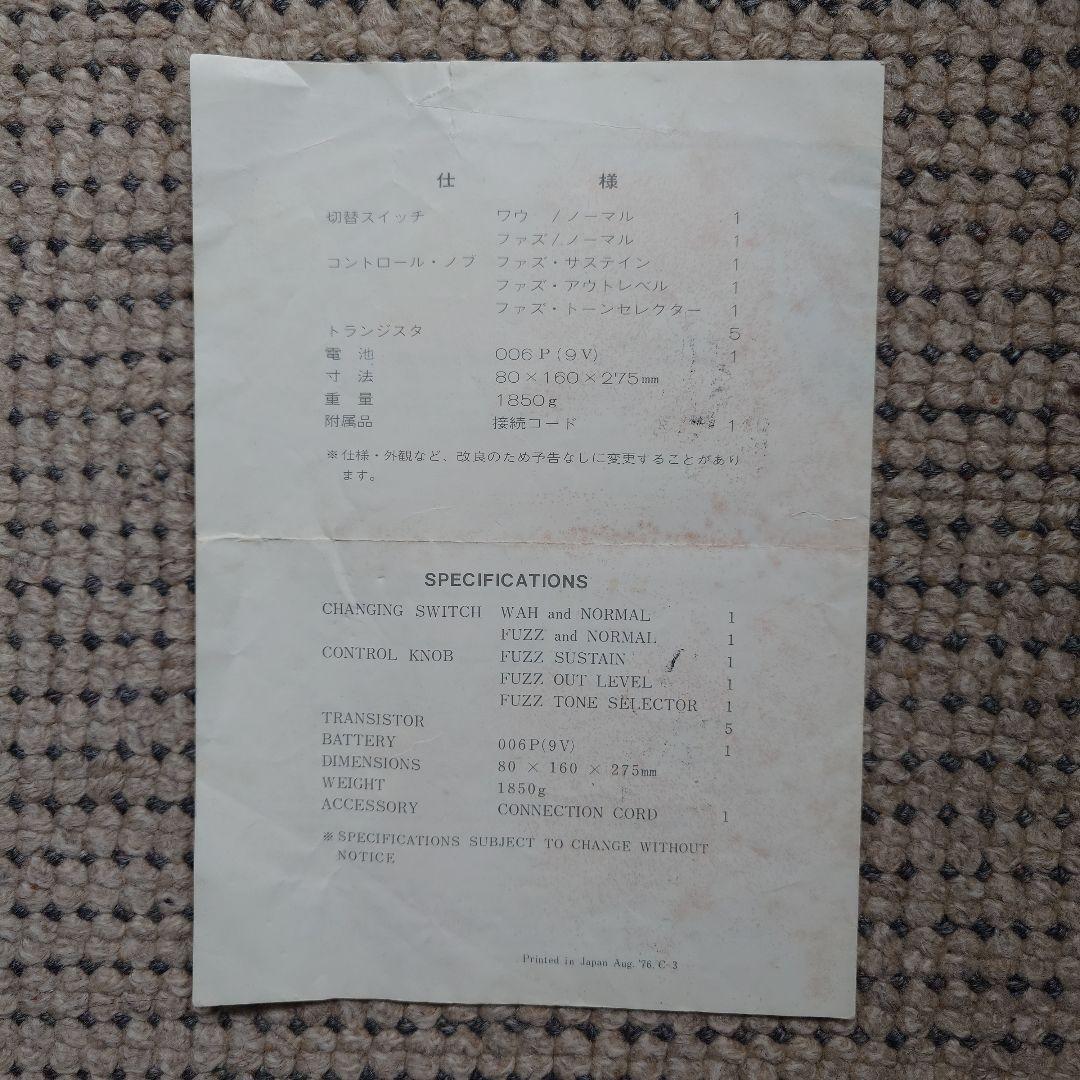 仕 様
切替スイッチ ワウ /ノーマル 1
ファズ/ノーマル 1
コントロール・ノブ ファズ・サステイン 1
ファズ・アウトレベル 1
ファズ・トーンセレクター 1
トランジスタ 5
電 池 006P(9V) 1
寸 法 80×160×275mm
重 量 1850g
附属品 接続コード 1
※仕様・外観など、改良のため予告なしに変更することがあり
ます。
SPECIFICATIONS
CHANGING SWITCH WAH and NORMAL 1
FUZZ and NORMAL 1
CONTROL KNOB FUZZ SUSTAIN 1
FUZZ OUT LEVEL 1
FUZZ TONE SELECTOR 1
TRANSISTOR 5
BATTERY 006P(9V) 1
DIMENSIONS 80 × 160 × 275mm
WEIGHT 1850g
ACCESSORY CONNECTION CORD 1
※SPECIFICATIONS SUBJECT TO CHANGE WITHOUT
NOTICE
Printed in Japan Aug. '76. C-3